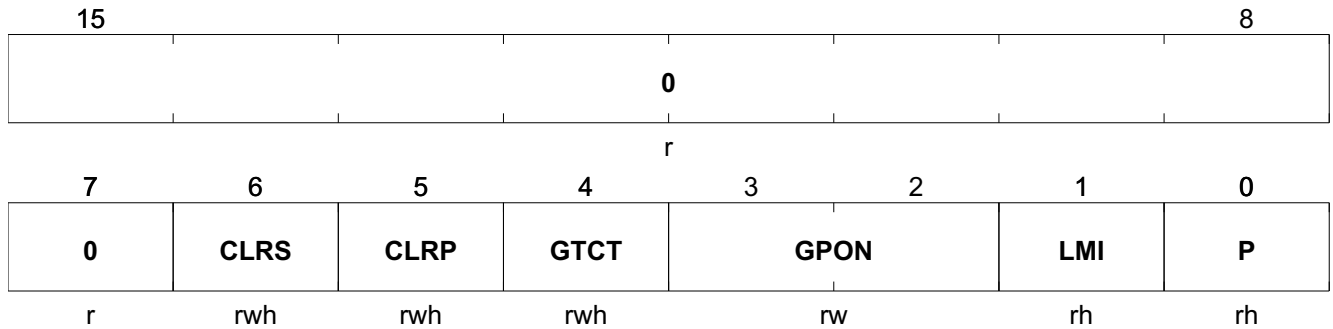 15 8
0
r
7 6 5 4 3 2 1 0
0 CLRS CLRP GTCT GPON LMI P
r rwh rwh rwh rw rh rh